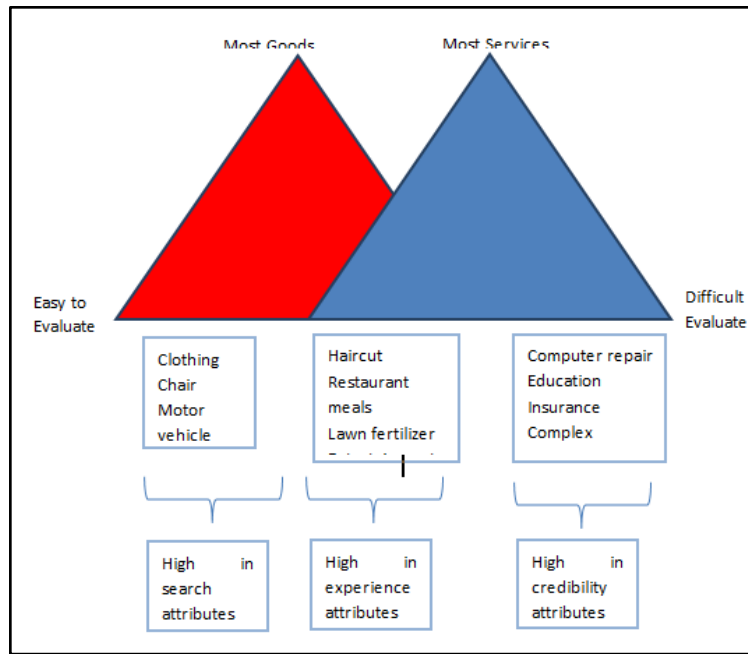 Most Goods
Most Services
Easy to
Evaluate
Difficult
Evaluate
Clothing
Chair
Motor
vehicle
Haircut
Restaurant
meals
Lawn fertilizer
Computer repair
Education
Insurance
Complex
High in
search
attributes
High in
experience
attributes
High in
credibility
attributes